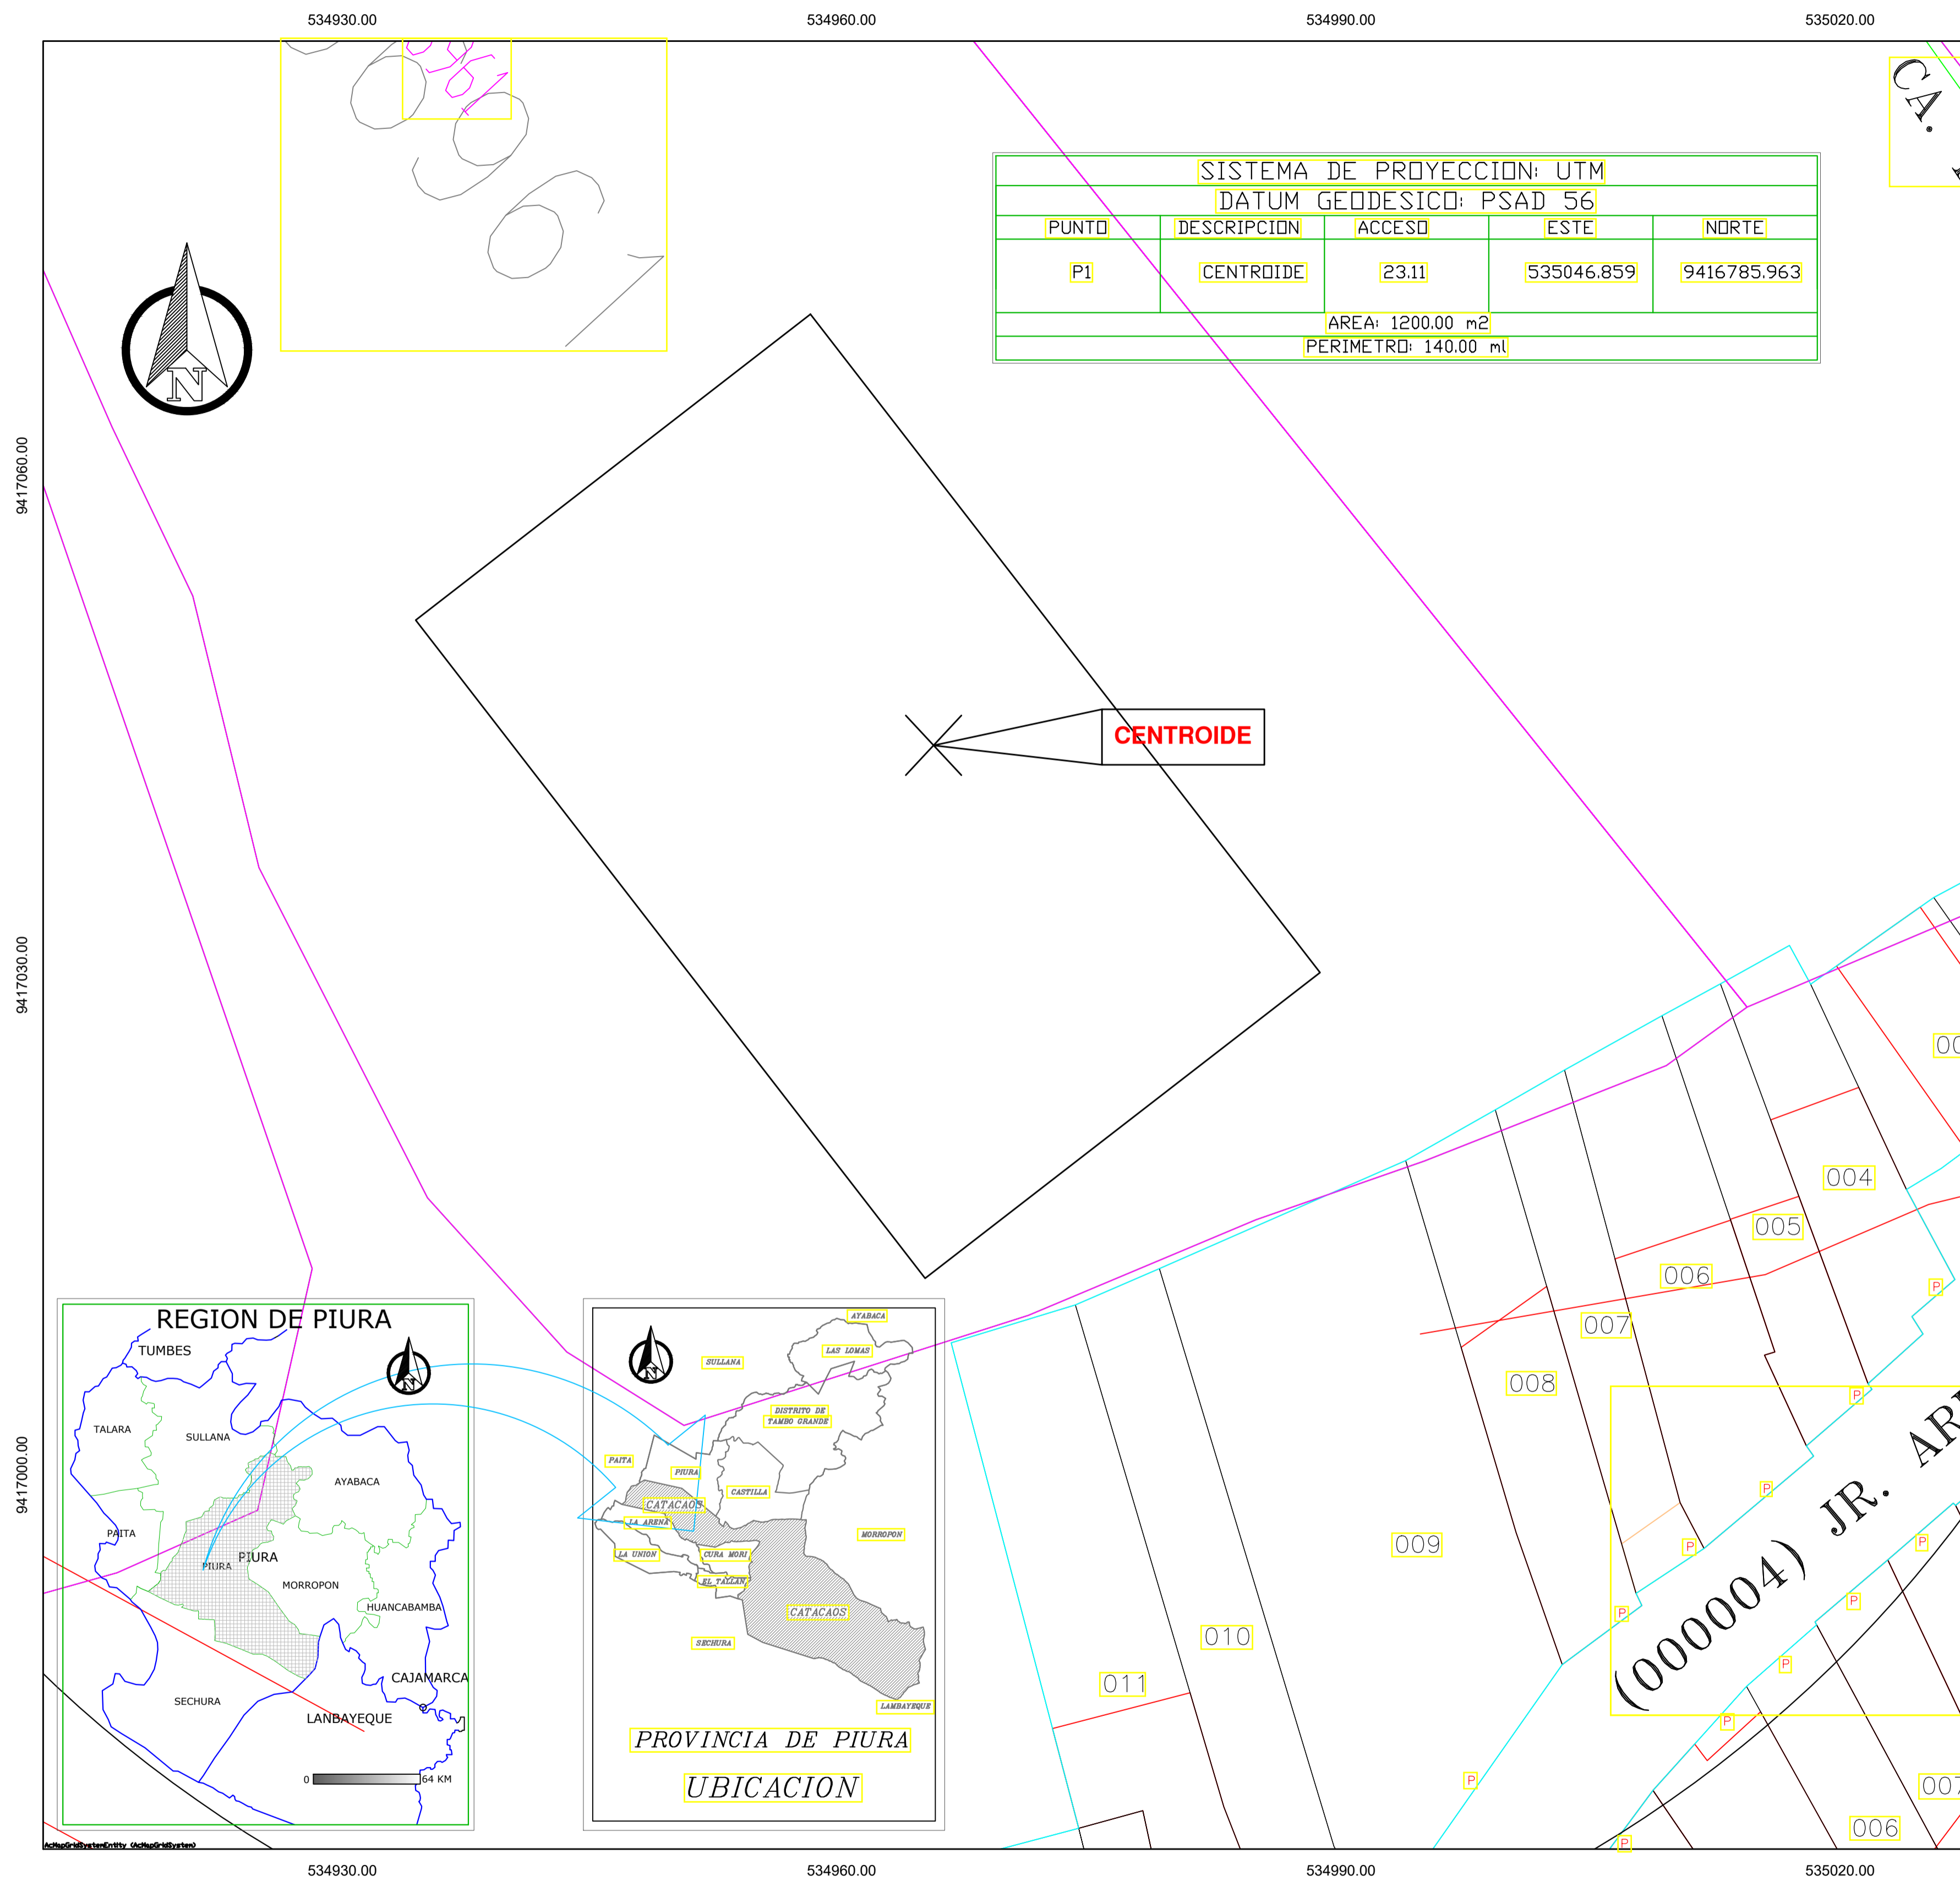 534930.00 534960.00 534990.00 535020.00
CA.
SISTEMA DE PROYECCION: UTM
DATUM GEODESICO: PSAD 56
PUNTO DESCRIPCION ACCESO ESTE NORTE
P1 CENTROIDE 23.11 535046.859 9416785.963
AREA: 1200.00 m2
PERIMETRO: 140.00 ml
N
9417060.00
CENTROIDE
9417030.00
004
005
006
007
008
009
010
011
P
P
P
P
P
(000004) JR.
P
P
P
P
P
P
006
9417000.00
REGION DE PIURA
TUMBES
N
TALARA
SULLANA
AYABACA
PAITA
PIURA
PIURA
MORROPON
HUANCABAMBA
CAJAMARCA
SECHURA
LANBAYEQUE
0 64 KM
AcMapGridSystemEntity (AcMapGridSystem)
AYABACA
N
SULLANA
LAS LOMAS
DISTRITO DE
TAMBO GRANDE
PAITA
PIURA
CASTILLA
CATACAOS
LA ARENA
MORROPON
LA UNION
CURA MORI
EL TALLAN
CATACAOS
SECHURA
LAMBAYEQUE
PROVINCIA DE PIURA
UBICACION
534930.00 534960.00 534990.00 535020.00